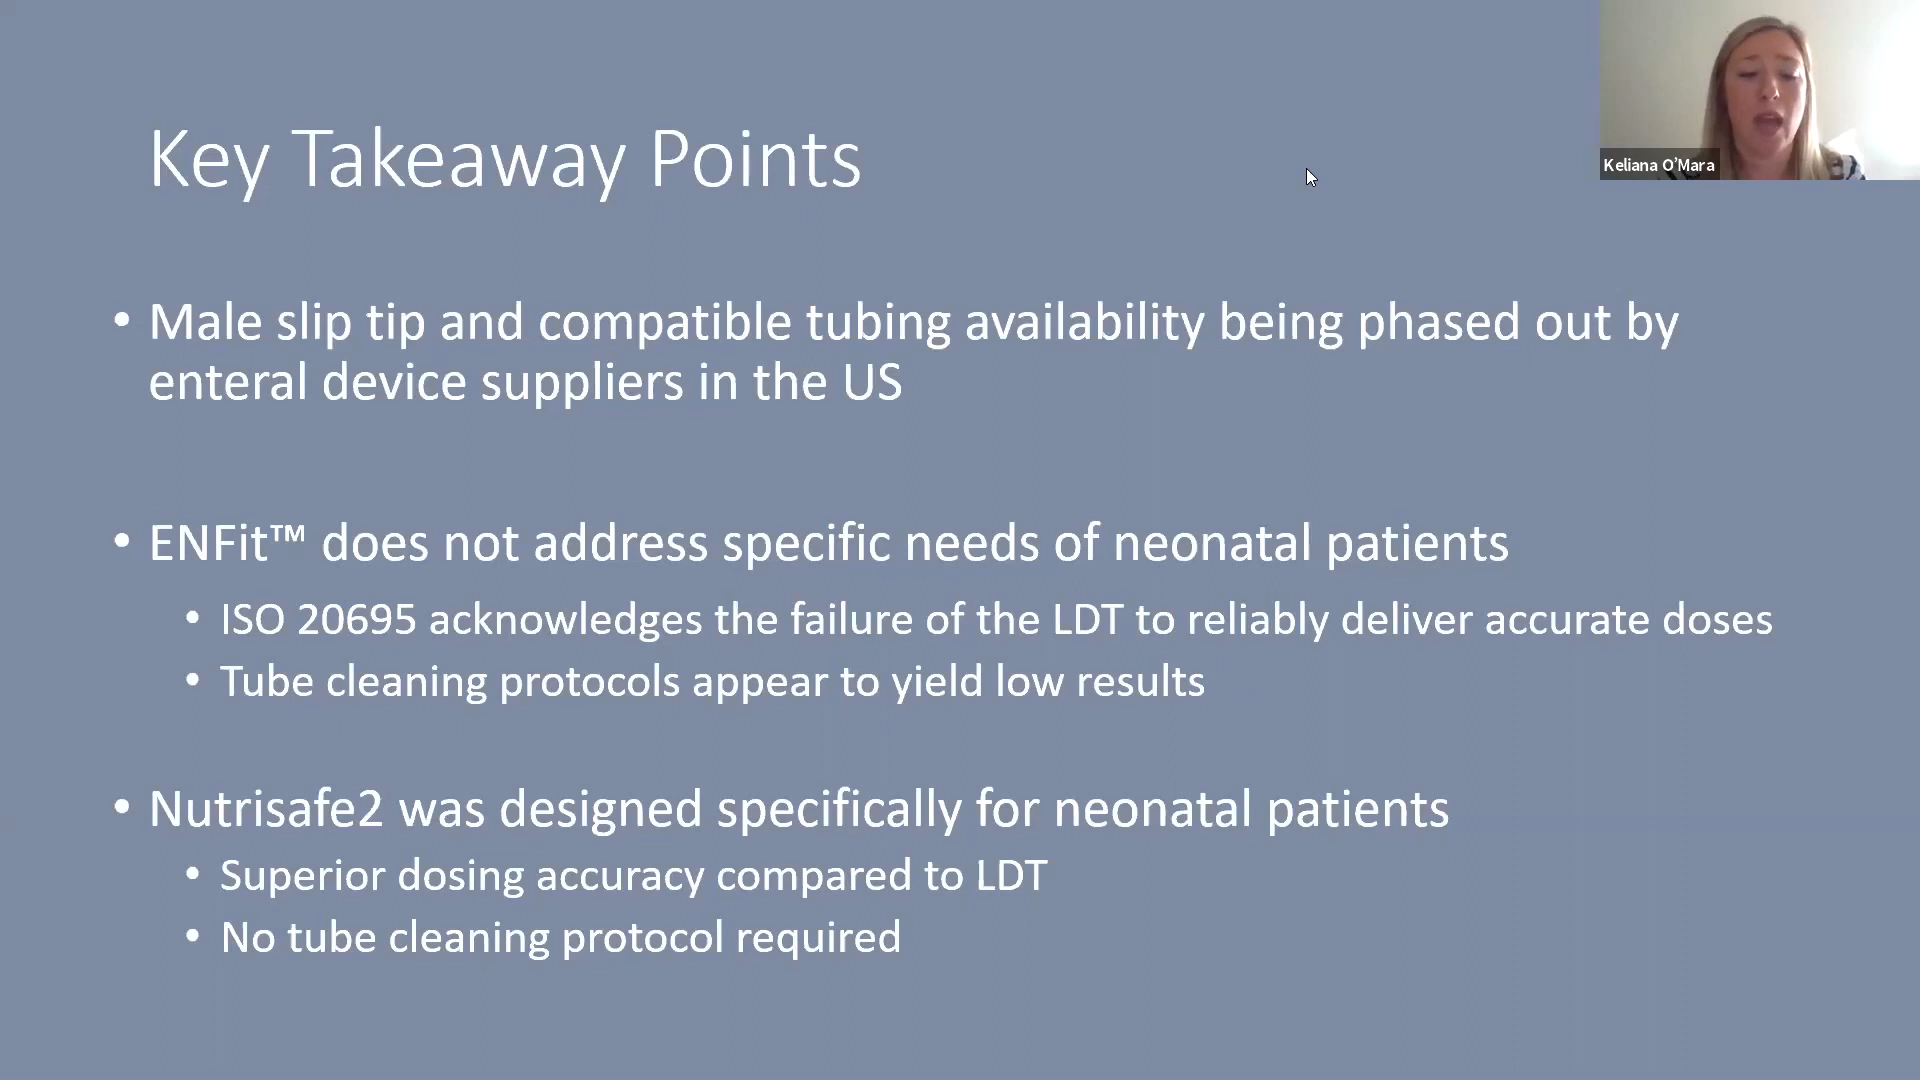 Keliana O'Mara
Key Takeaway Points
• Male slip tip and compatible tubing availability being phased out by
enteral device suppliers in the US
• ENFit™ does not address specific needs of neonatal patients
• ISO 20695 acknowledges the failure of the LDT to reliably deliver accurate doses
• Tube cleaning protocols appear to yield low results
• Nutrisafe2 was designed specifically for neonatal patients
• Superior dosing accuracy compared to LDT
• No tube cleaning protocol required